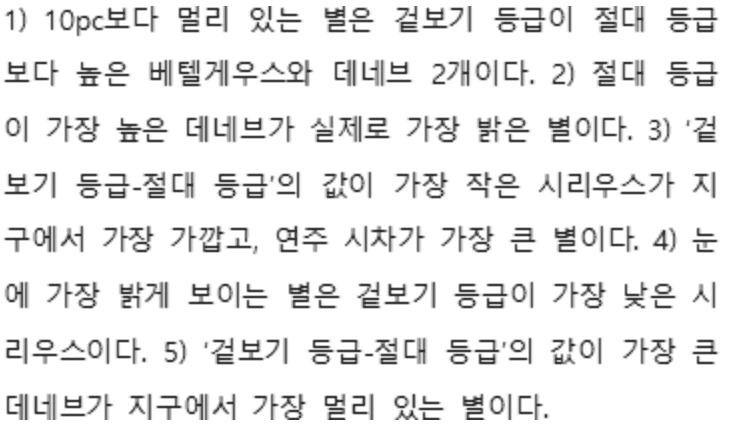 1) 10pc보다 멀리 있는 별은 겉보기 등급이 절대 등급
보다 높은 베텔게우스와 데네브 2개이다. 2) 절대 등급
이 가장 높은 데네브가 실제로 가장 밝은 별이다. 3) ‘겉
보기 등급-절대 등급’의 값이 가장 작은 시리우스가 지
구에서 가장 가깝고, 연주 시차가 가장 큰 별이다. 4) 눈
에 가장 밝게 보이는 별은 겉보기 등급이 가장 낮은 시
리우스이다. 5) ‘겉보기 등급-절대 등급’의 값이 가장 큰
데네브가 지구에서 가장 멀리 있는 별이다.